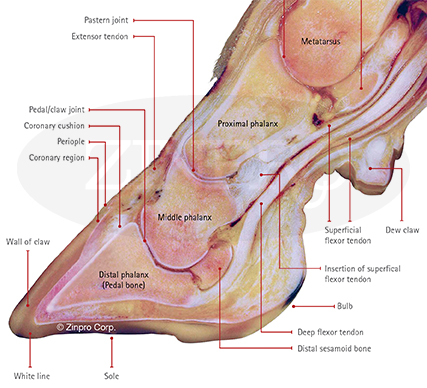 Pastern joint
Extensor tendon
Metatarsus
Pedal/claw joint
Coronary cushion
Periople
Coronary region
Proximal phalanx
Middle phalanx
Wall of claw
Distal phalanx
(Pedal bone)
Superficial
flexor tendon
Dew claw
Insertion of superfical
flexor tendon
Bulb
© Zinpro Corp.
Deep flexor tendon
Distal sesamoid bone
White line
Sole